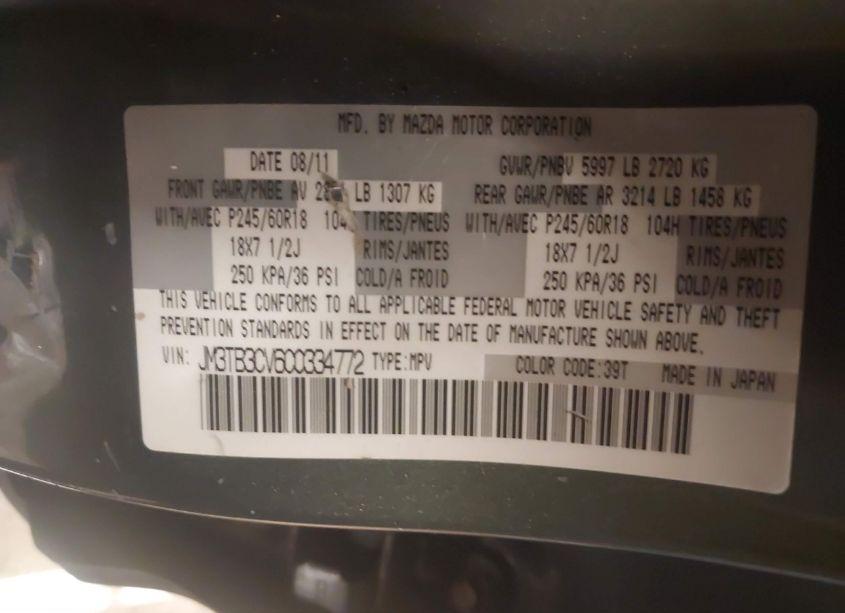 MFD. BY MAZDA MOTOR CORPORATION
DATE 08/11 GVWR/PNBV 5997 LB 2720 KG
FRONT GAWR/PNBE AV LB 1307 KG REAR GAWR/PNBE AR 3214 LB 1458 KG
WITH/AVEC P245/60R18 TIRES/PNEUS WITH/AVEC P245/60R18 104H TIRES/PNEUS
18X7 1/2J RIMS/JANTES 18X7 1/2J RIMS/JANTES
250 KPA/36 PSI COLD/A FROID 250 KPA/36 PSI COLD/A FROID
THIS VEHICLE CONFORMS TO ALL APPLICABLE FEDERAL MOTOR VEHICLE SAFETY AND THEFT
PREVENTION STANDARDS IN EFFECT ON THE DATE OF MANUFACTURE SHOWN ABOVE.
VIN: JM3TB3CV6C0334772 TYPE:MPV COLOR CODE:39T MADE IN JAPAN